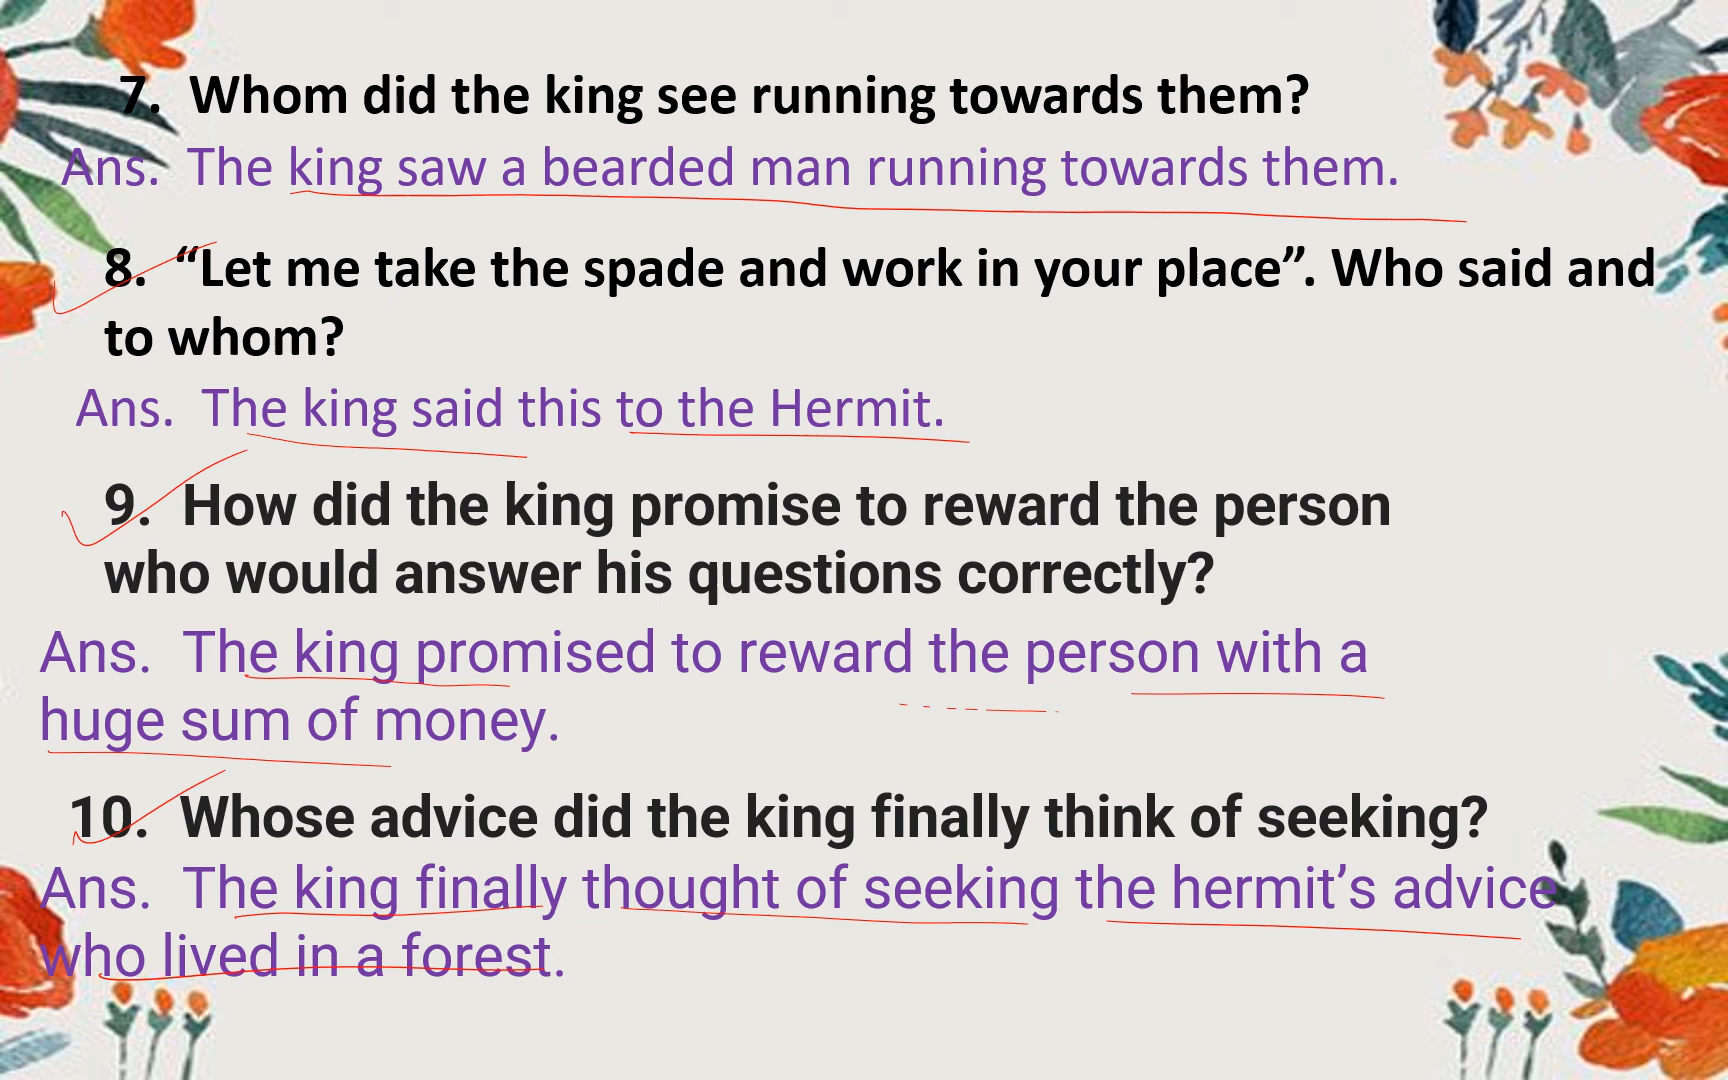 7. Whom did the king see running towards them?
Ans. The king saw a bearded man running towards them.
8. “Let me take the spade and work in your place”. Who said and
to whom?
Ans. The king said this to the Hermit.
9. How did the king promise to reward the person
who would answer his questions correctly?
Ans. The king promised to reward the person with a
huge sum of money.
10. Whose advice did the king finally think of seeking?
Ans. The king finally thought of seeking the hermit’s advice
who lived in a forest.